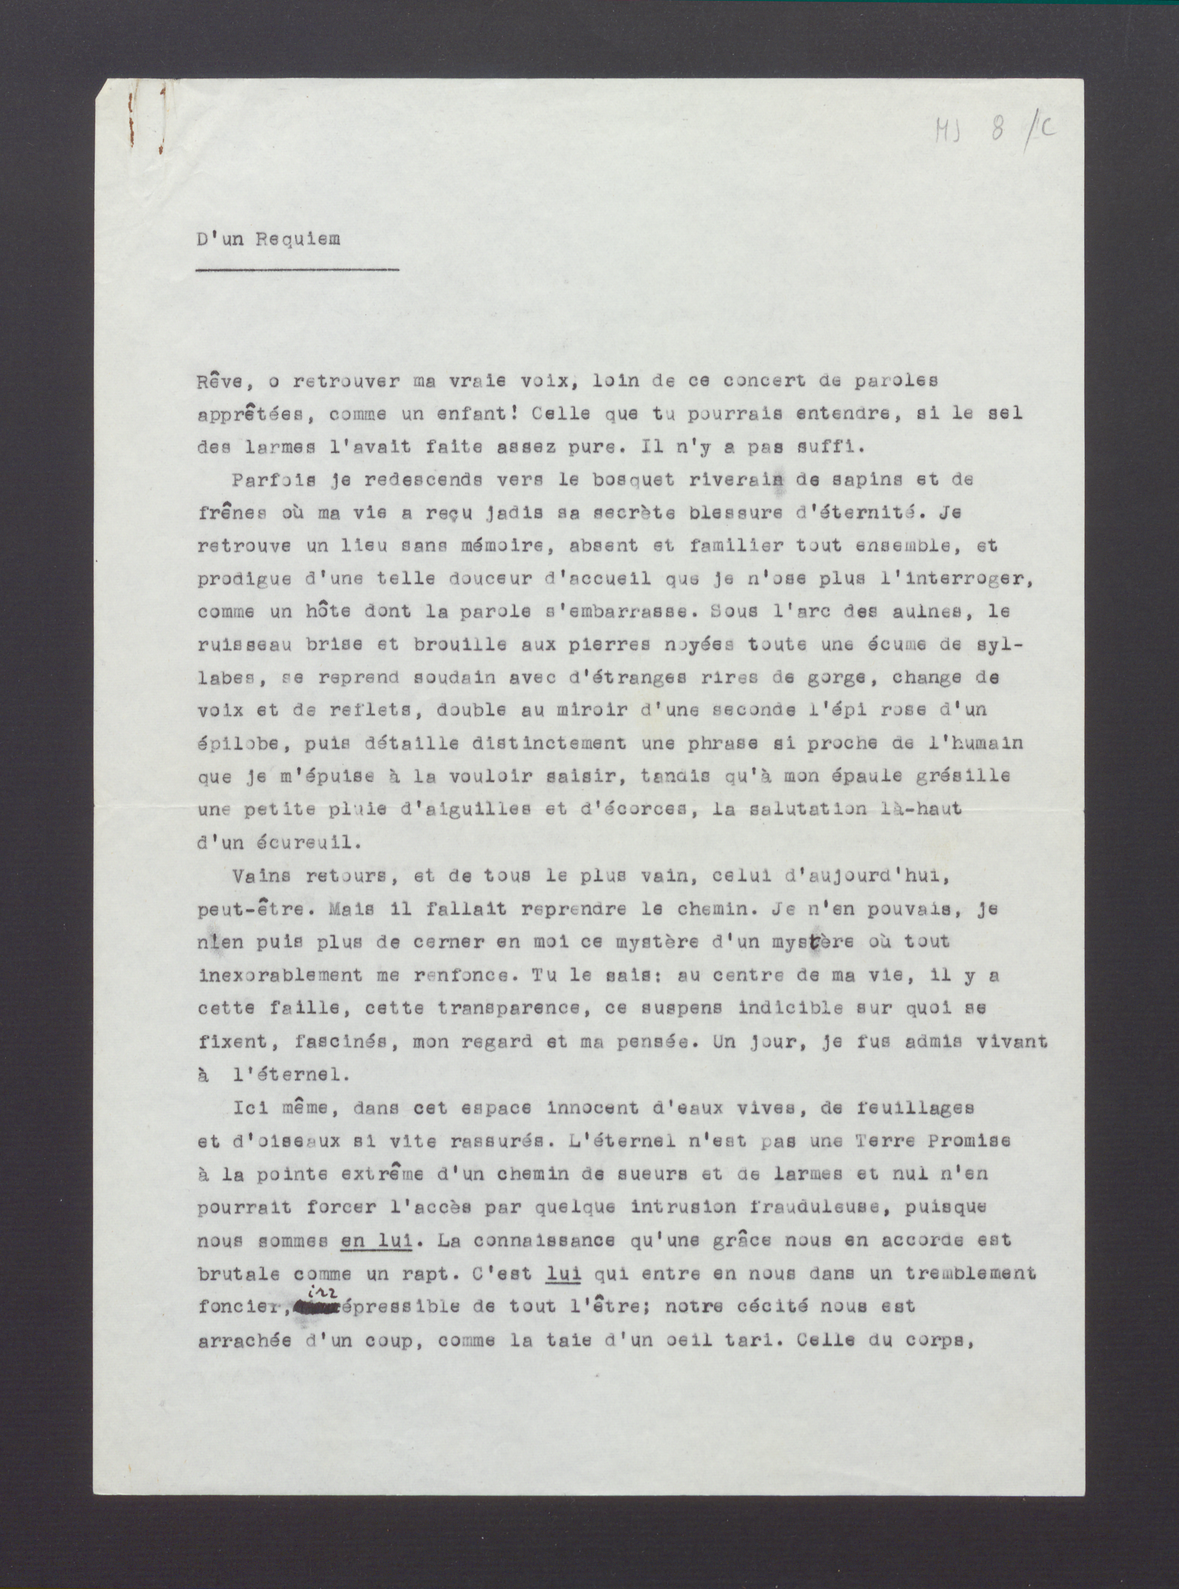 MJ 8 /C
D'un Requiem
Rêve, o retrouver ma vraie voix, loin de ce concert de paroles
apprêtées, comme un enfant! Celle que tu pourrais entendre, si le sel
des larmes l'avait faite assez pure. Il n'y a pas suffi.
Parfois je redescends vers le bosquet riverain de sapins et de
frênes où ma vie a reçu jadis sa secrète blessure d'éternité. Je
retrouve un lieu sans mémoire, absent et familier tout ensemble, et
prodigue d'une telle douceur d'accueil que je n'ose plus l'interroger,
comme un hôte dont la parole s'embarrasse. Sous l'arc des aulnes, le
ruisseau brise et brouille aux pierres noyées toute une écume de syl-
labes, se reprend soudain avec d'étranges rires de gorge, change de
voix et de reflets, double au miroir d'une seconde l'épi rose d'un
épilobe, puis détaille distinctement une phrase si proche de l'humain
que je m'épuise à la vouloir saisir, tandis qu'à mon épaule grésille
une petite pluie d'aiguilles et d'écorces, la salutation là-haut
d'un écureuil.
Vains retours, et de tous le plus vain, celui d'aujourd'hui,
peut-être. Mais il fallait reprendre le chemin. Je n'en pouvais, je
n'en puis plus de cerner en moi ce mystère d'un mystère où tout
inexorablement me renfonce. Tu le sais: au centre de ma vie, il y a
cette faille, cette transparence, ce suspens indicible sur quoi se
fixent, fascinés, mon regard et ma pensée. Un jour, je fus admis vivant
à l'éternel.
Ici même, dans cet espace innocent d'eaux vives, de feuillages
et d'oiseaux si vite rassurés. L'éternel n'est pas une Terre Promise
à la pointe extrême d'un chemin de sueurs et de larmes et nul n'en
pourrait forcer l'accès par quelque intrusion frauduleuse, puisque
nous sommes en lui. La connaissance qu'une grâce nous en accorde est
brutale comme un rapt. C'est lui qui entre en nous dans un tremblement
foncier, irrépressible de tout l'être; notre cécité nous est
arrachée d'un coup, comme la taie d'un oeil tari. Celle du corps,